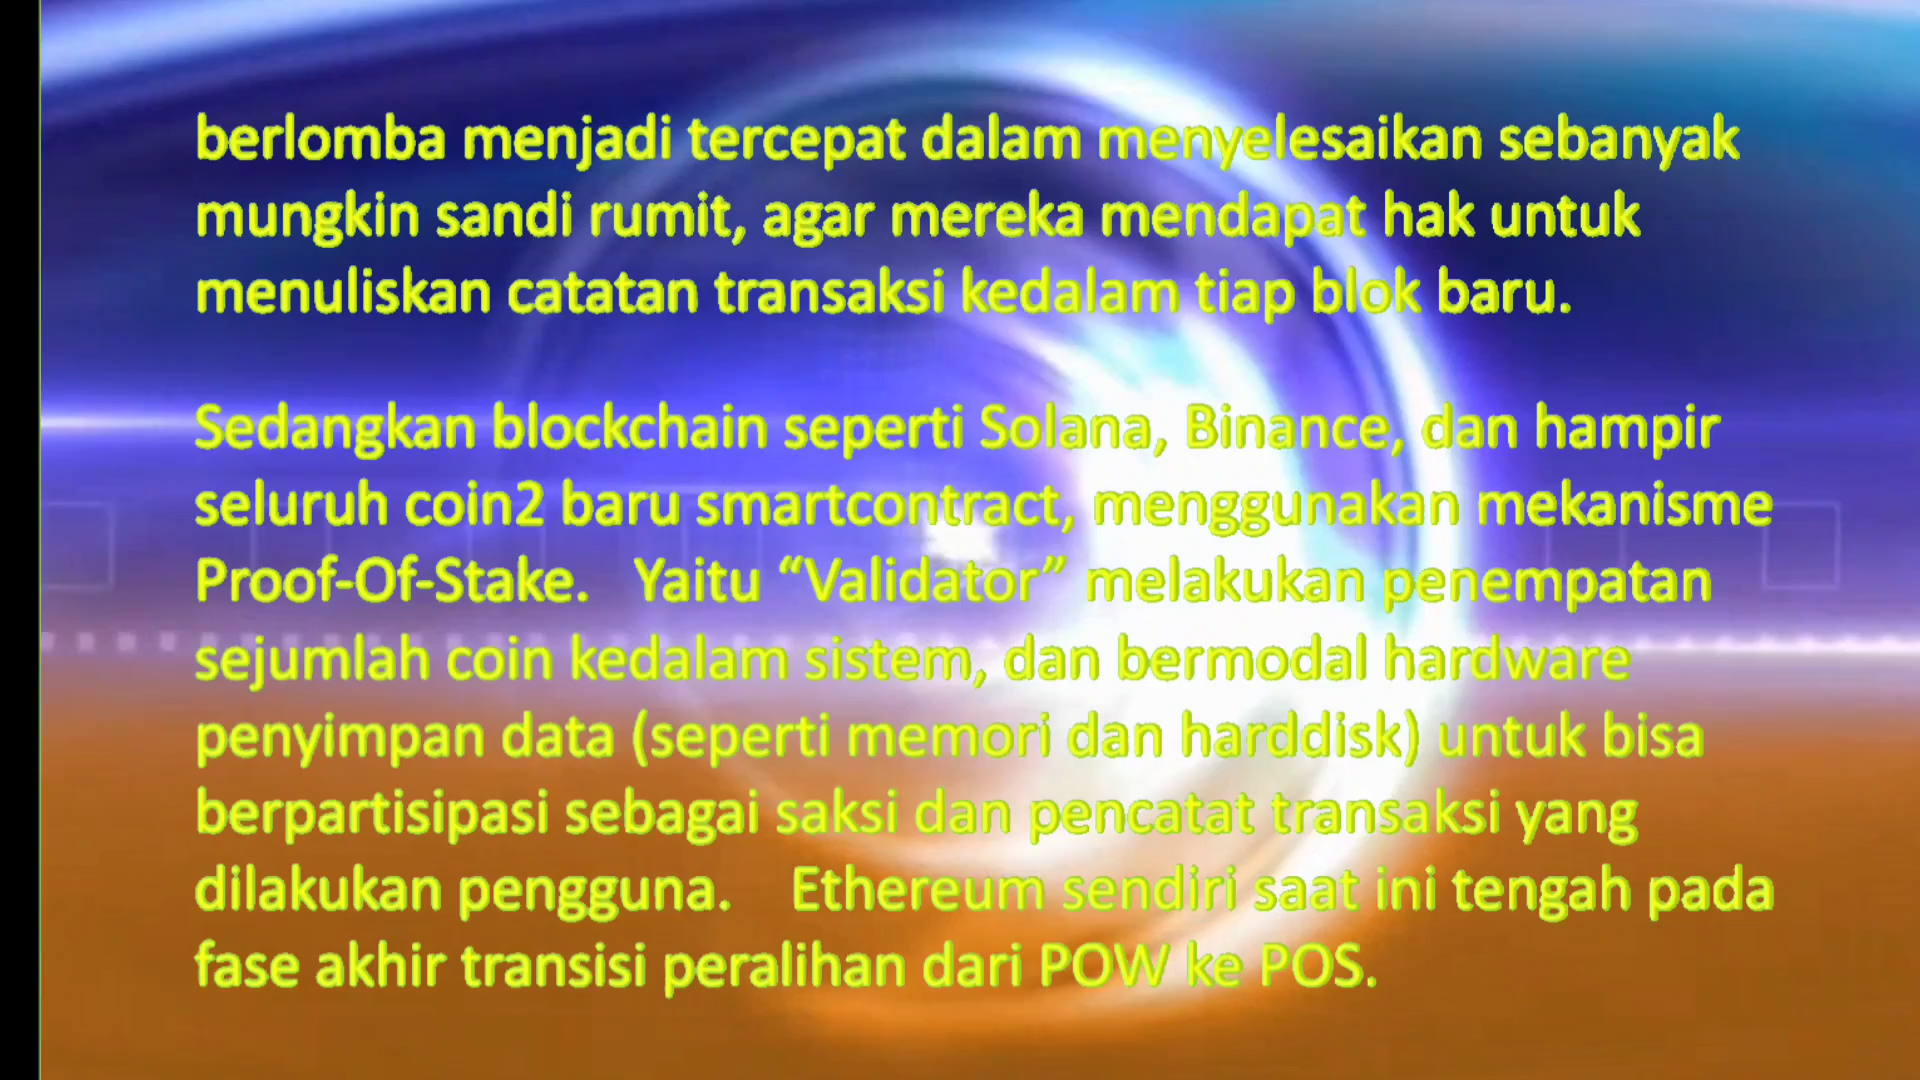 berlomba menjadi tercepat dalam menyelesaikan sebanyak
mungkin sandi rumit, agar mereka mendapat hak untuk
menuliskan catatan transaksi kedalam tiap blok baru.
Sedangkan blockchain seperti Solana, Binance, dan hampir
seluruh coin2 baru smartcontract, menggunakan mekanisme
Proof-Of-Stake. Yaitu “Validator” melakukan penempatan
sejumlah coin kedalam sistem, dan bermodal hardware
penyimpan data (seperti memori dan harddisk) untuk bisa
berpartisipasi sebagai saksi dan pencatat transaksi yang
dilakukan pengguna. Ethereum sendiri saat ini tengah pada
fase akhir transisi peralihan dari POW ke POS.